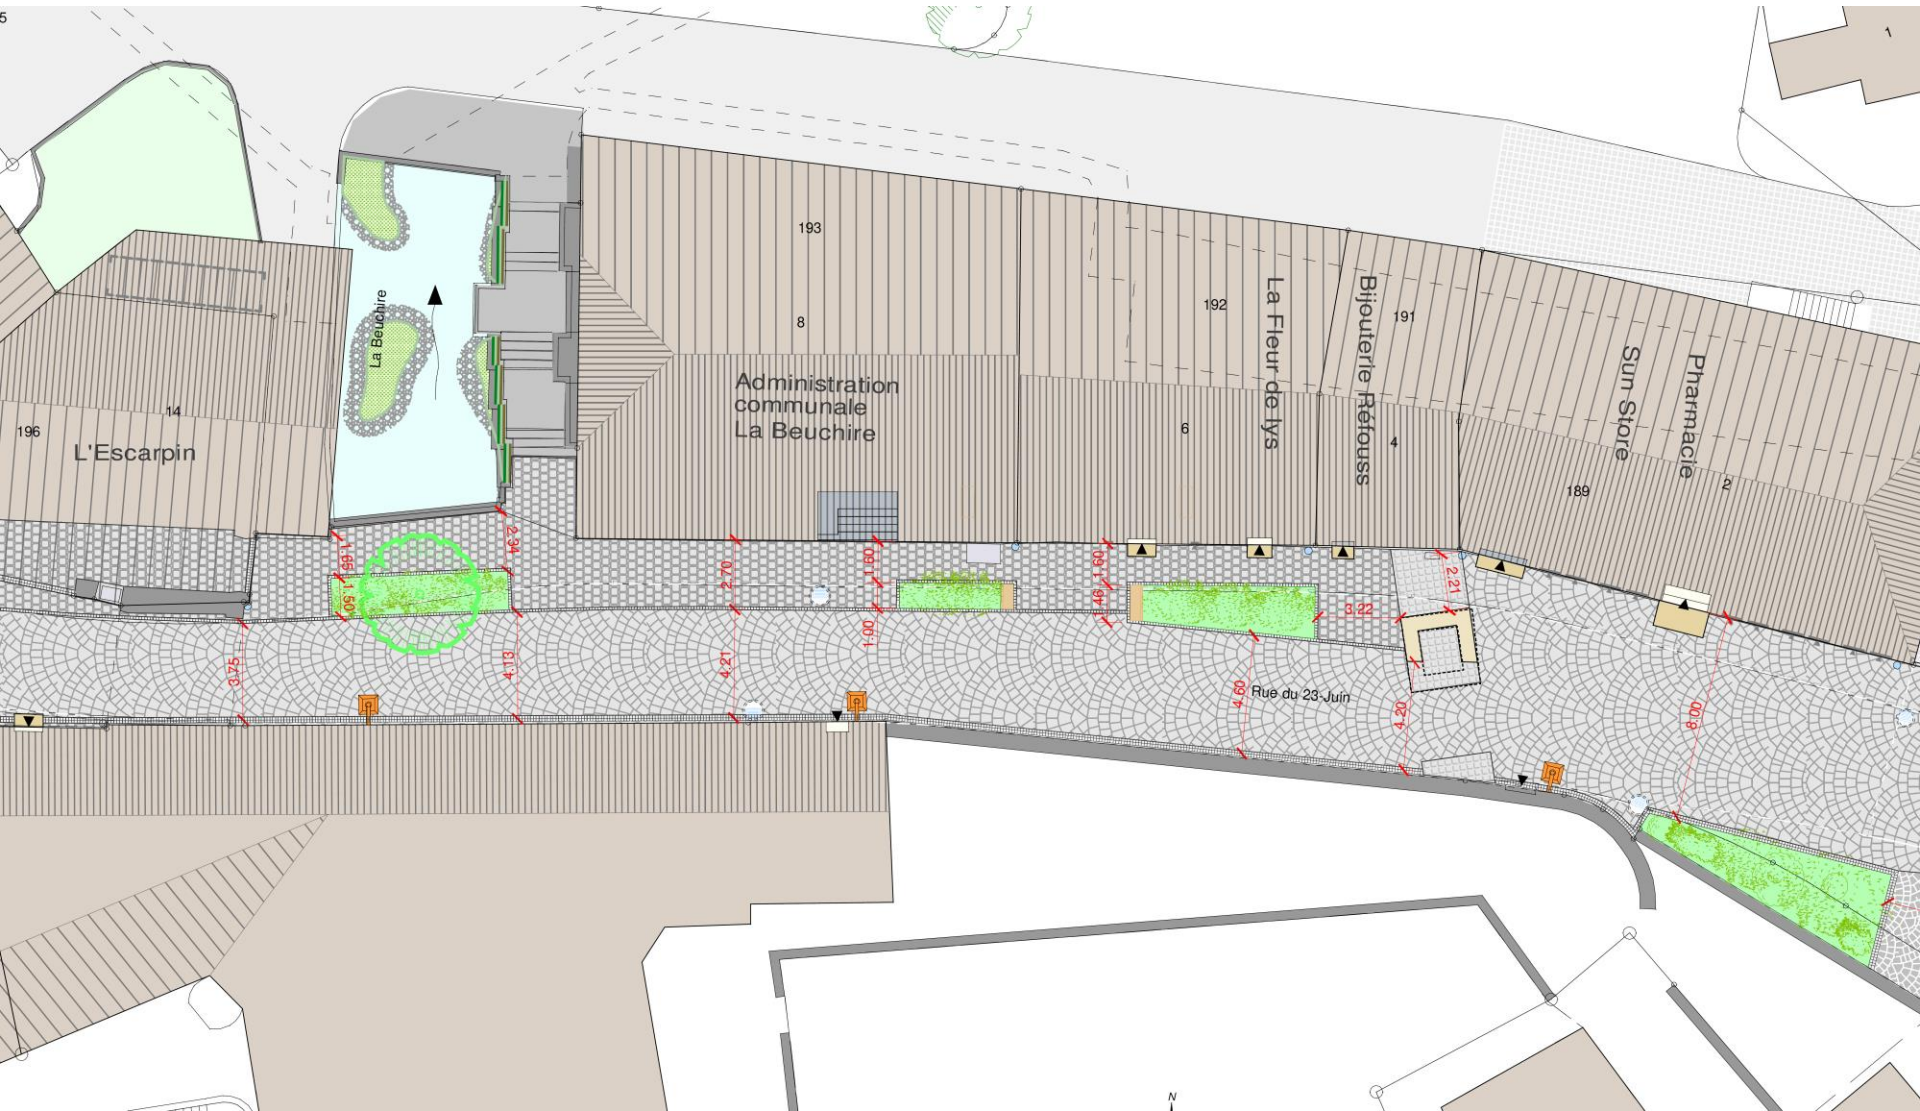 5
1
193
8
Administration
communale
La Beuchire
La Beuchire
14
196
L'Escarpin
192
6
La Fleur de lys
Bijouterie Réfouss
191
4
Sun Store
Pharmacie
189
2
1.65
1.50
2.34
2.70
1.60
1.60
46
2.21
3.22
1.00
3.75
4.13
4.21
4.60
Rue du 23-Juin
4.20
8.00
N